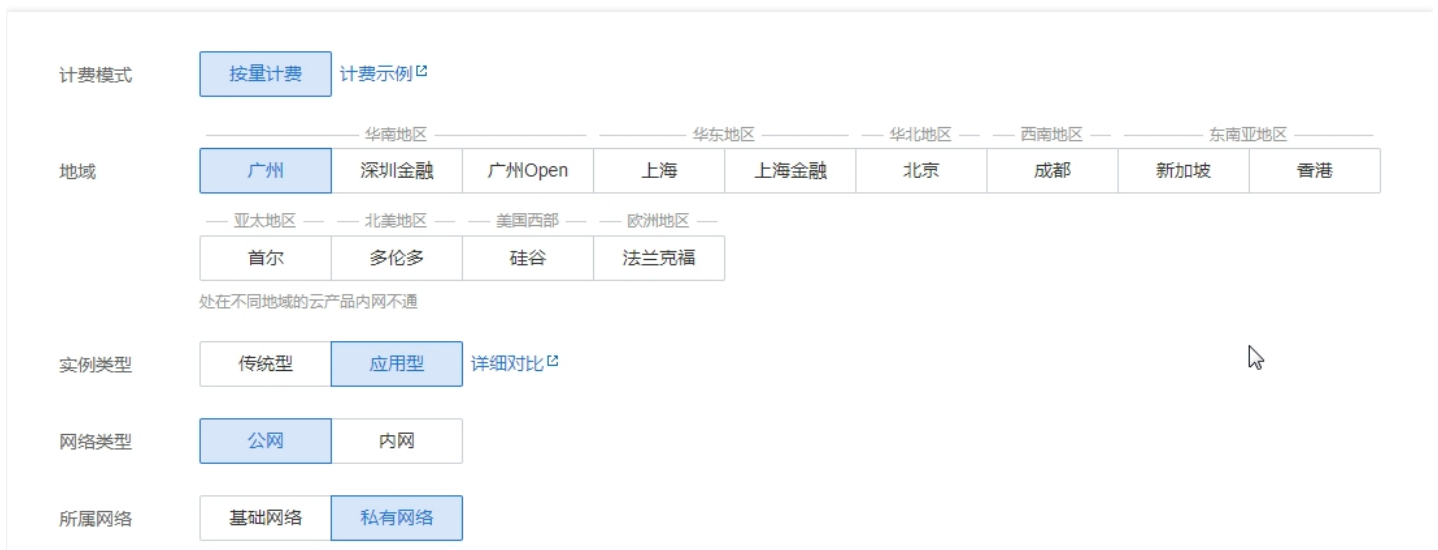 计费模式 按量计费 计费示例
华南地区 华东地区 华北地区 西南地区 东南亚地区
地域 广州 深圳金融 广州Open 上海 上海金融 北京 成都 新加坡 香港
亚太地区 北美地区 美国西部 欧洲地区
首尔 多伦多 硅谷 法兰克福
处在不同地域的云产品内网不通
实例类型 传统型 应用型 详细对比
网络类型 公网 内网
所属网络 基础网络 私有网络